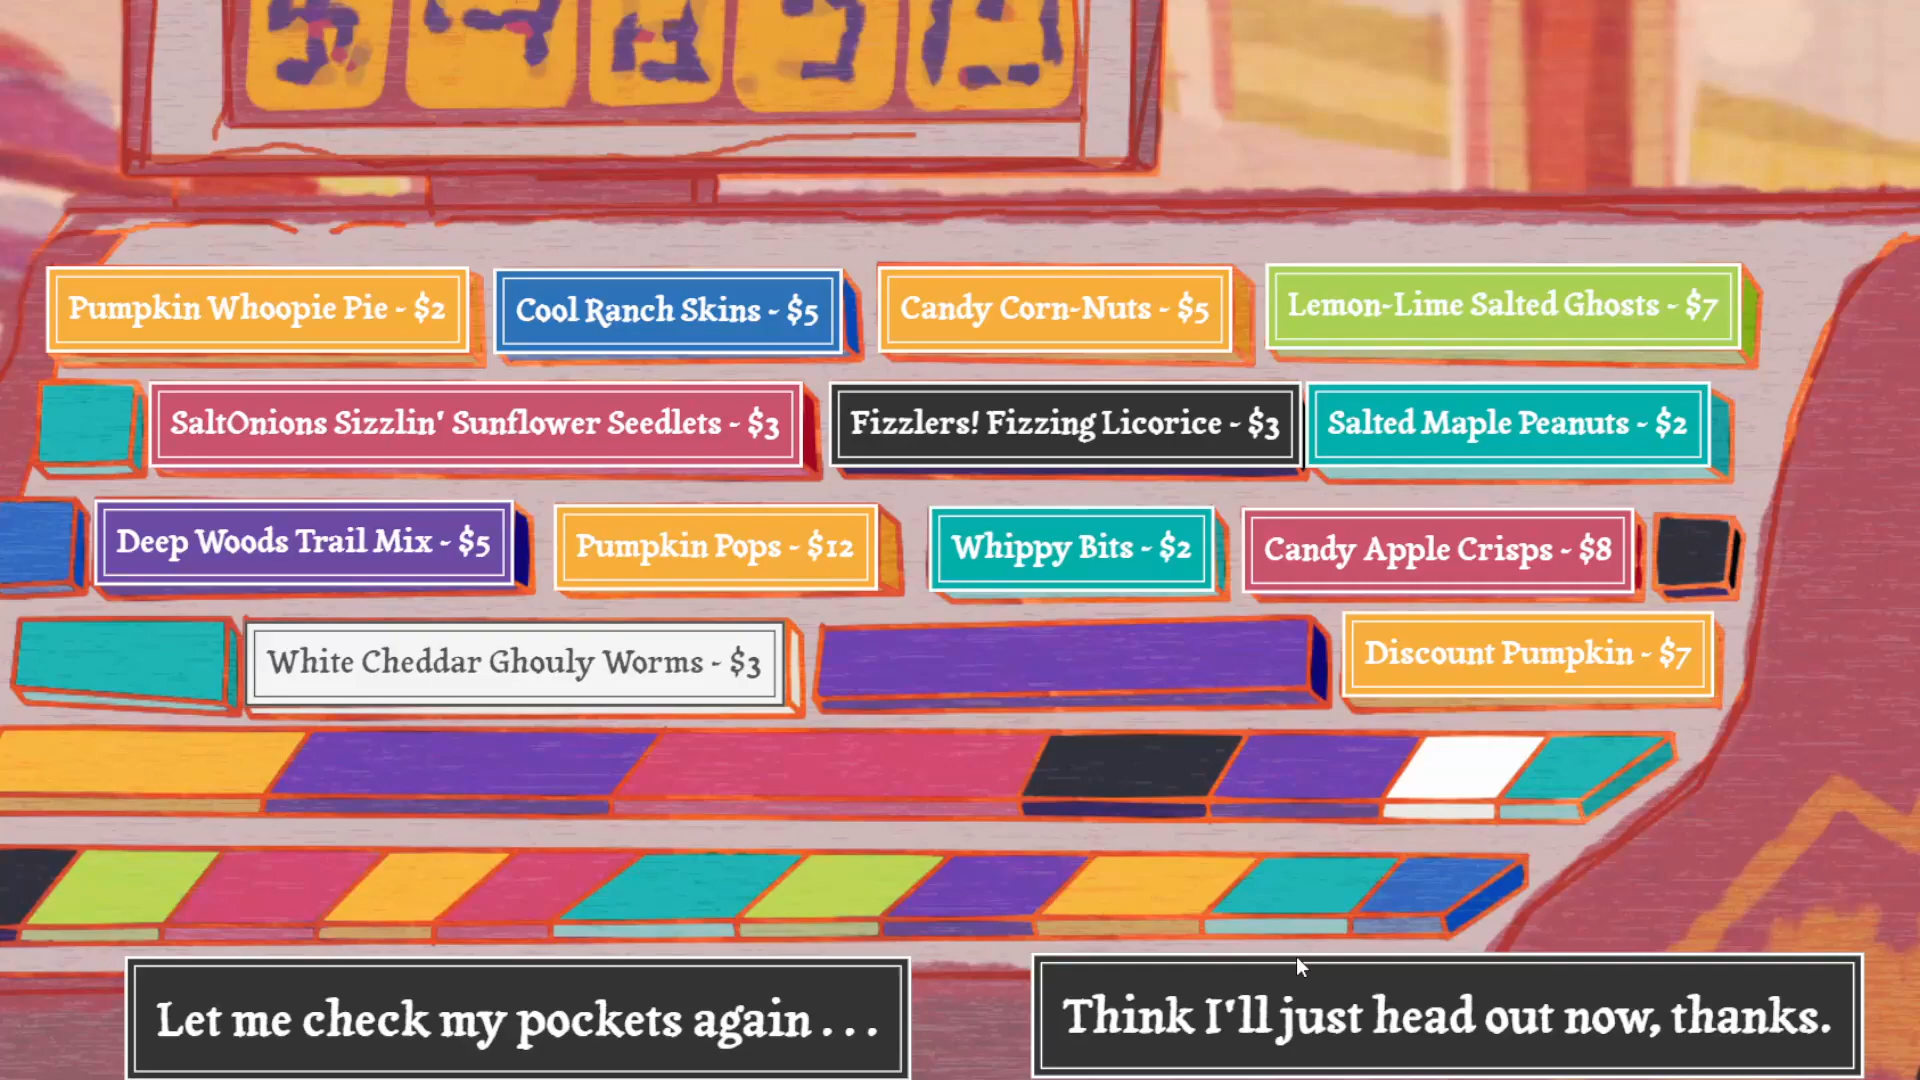 Pumpkin Whoopie Pie - $2
Cool Ranch Skins - $5
Candy Corn-Nuts - $5
Lemon-Lime Salted Ghosts - $7
SaltOnions Sizzlin' Sunflower Seedlets - $3
Fizzlers! Fizzing Licorice - $3
Salted Maple Peanuts - $2
Deep Woods Trail Mix - $5
Pumpkin Pops - $12
Whippy Bits - $2
Candy Apple Crisps - $8
White Cheddar Ghouly Worms - $3
Discount Pumpkin - $7
Let me check my pockets again . . .
Think I'll just head out now, thanks.